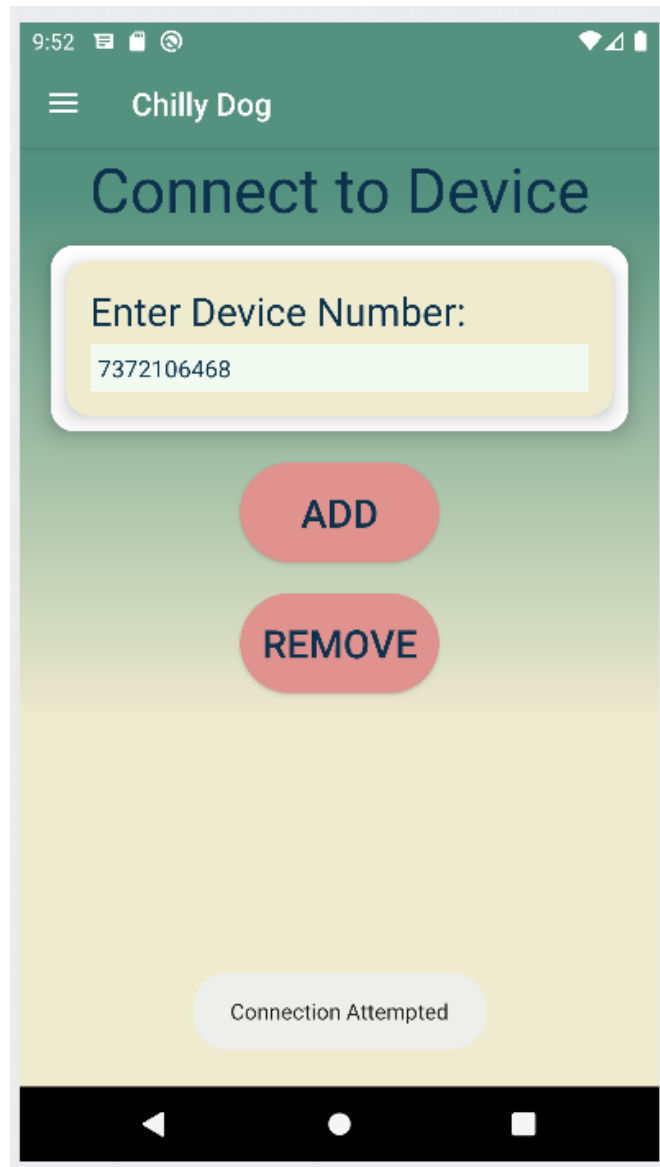 9:52
Chilly Dog
Connect to Device
Enter Device Number:
7372106468
ADD
REMOVE
Connection Attempted